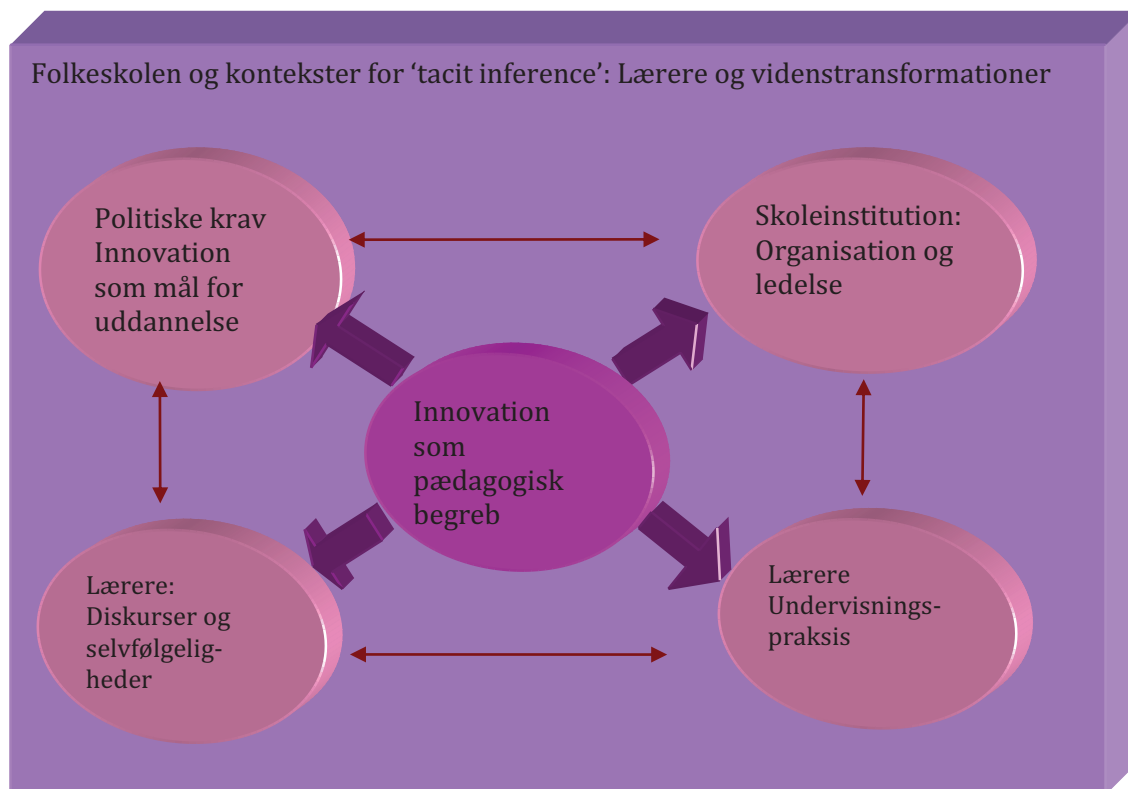 Folkeskolen og kontekster for ‘tacit inference’: Lærere og videnstransformationer
Politiske krav
Innovation
som mål for
uddannelse
Skoleinstitution:
Organisation og
ledelse
Innovation
som
pædagogisk
begreb
Lærere:
Diskurser og
selvfølgelig-
heder
Lærere
Undervisnings-
praksis